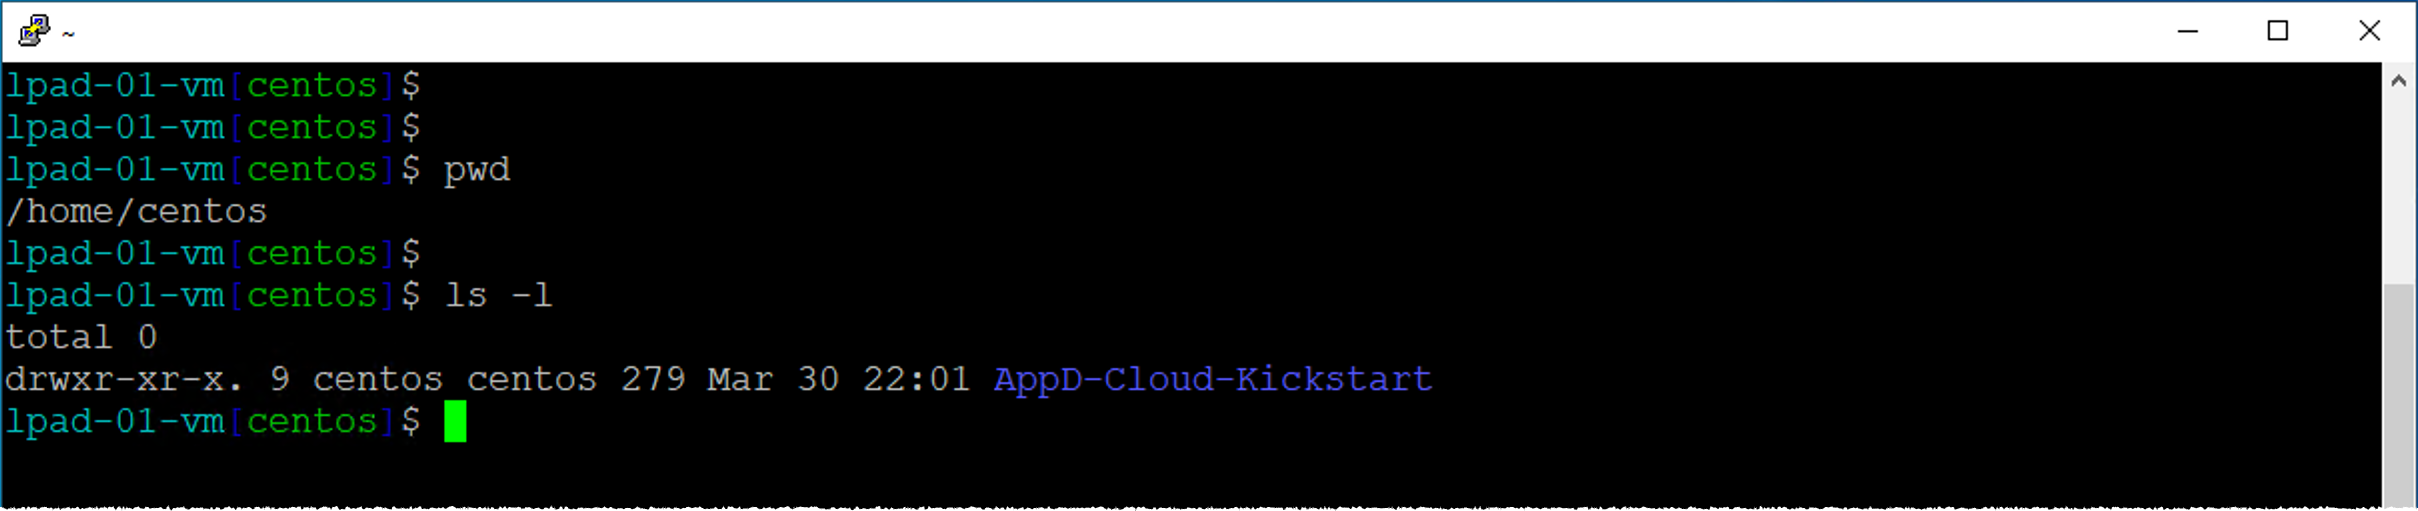 ~
lpad-01-vm[centos]$
lpad-01-vm[centos]$
lpad-01-vm[centos]$ pwd
/home/centos
lpad-01-vm[centos]$
lpad-01-vm[centos]$ ls -l
total 0
drwxr-xr-x. 9 centos centos 279 Mar 30 22:01 AppD-Cloud-Kickstart
lpad-01-vm[centos]$